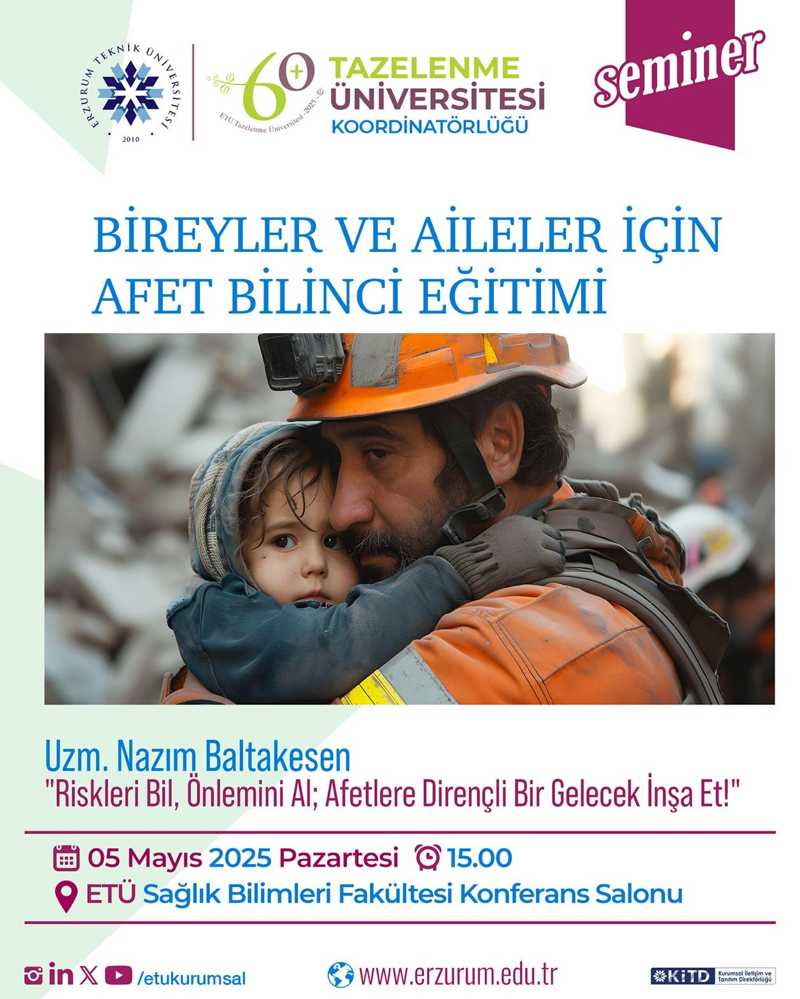 ERZURUM TEKNİK ÜNİVERSİTESİ
2010
60+
ETÜ Tazelenme Üniversitesi -2025-
TAZELENME
ÜNİVERSİTESİ
KOORDİNATÖRLÜĞÜ
seminer
BİREYLER VE AİLELER İÇİN
AFET BİLİNCİ EĞİTİMİ
Uzm. Nazım Baltakesen
"Riskleri Bil, Önlemini Al; Afetlere Dirençli Bir Gelecek İnşa Et!"
05 Mayıs 2025 Pazartesi 15.00
ETÜ Sağlık Bilimleri Fakültesi Konferans Salonu
in X /etukurumsal
www.erzurum.edu.tr
KİTD
Kurumsal İletişim ve
Tanıtım Direktörlüğü